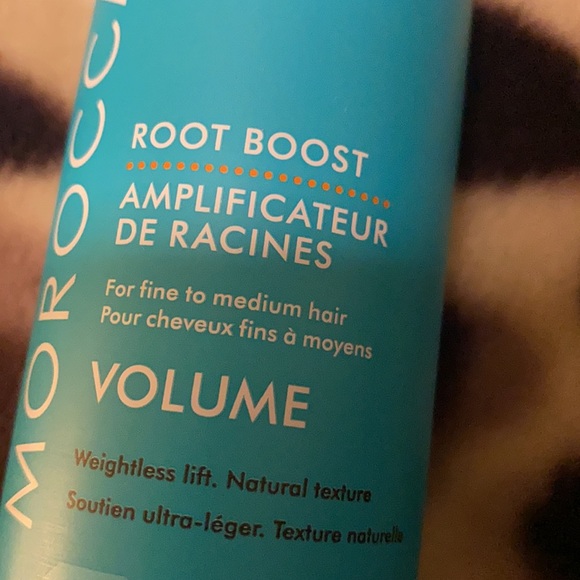 MOROCC
ROOT BOOST
AMPLIFICATEUR
DE RACINES
For fine to medium hair
Pour cheveux fins à moyens
VOLUME
Weightless lift. Natural texture
Soutien ultra-léger. Texture naturelle